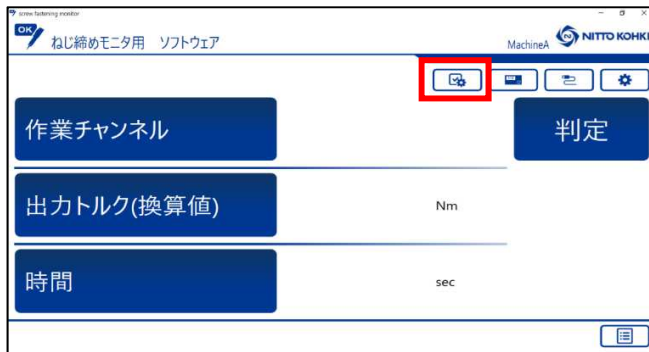 screw fastening monitor
OK
ねじ締めモニタ用 ソフトウェア
MachineA
NITTO KOHKI
作業チャンネル
判定
出力トルク(換算値)
Nm
時間
sec